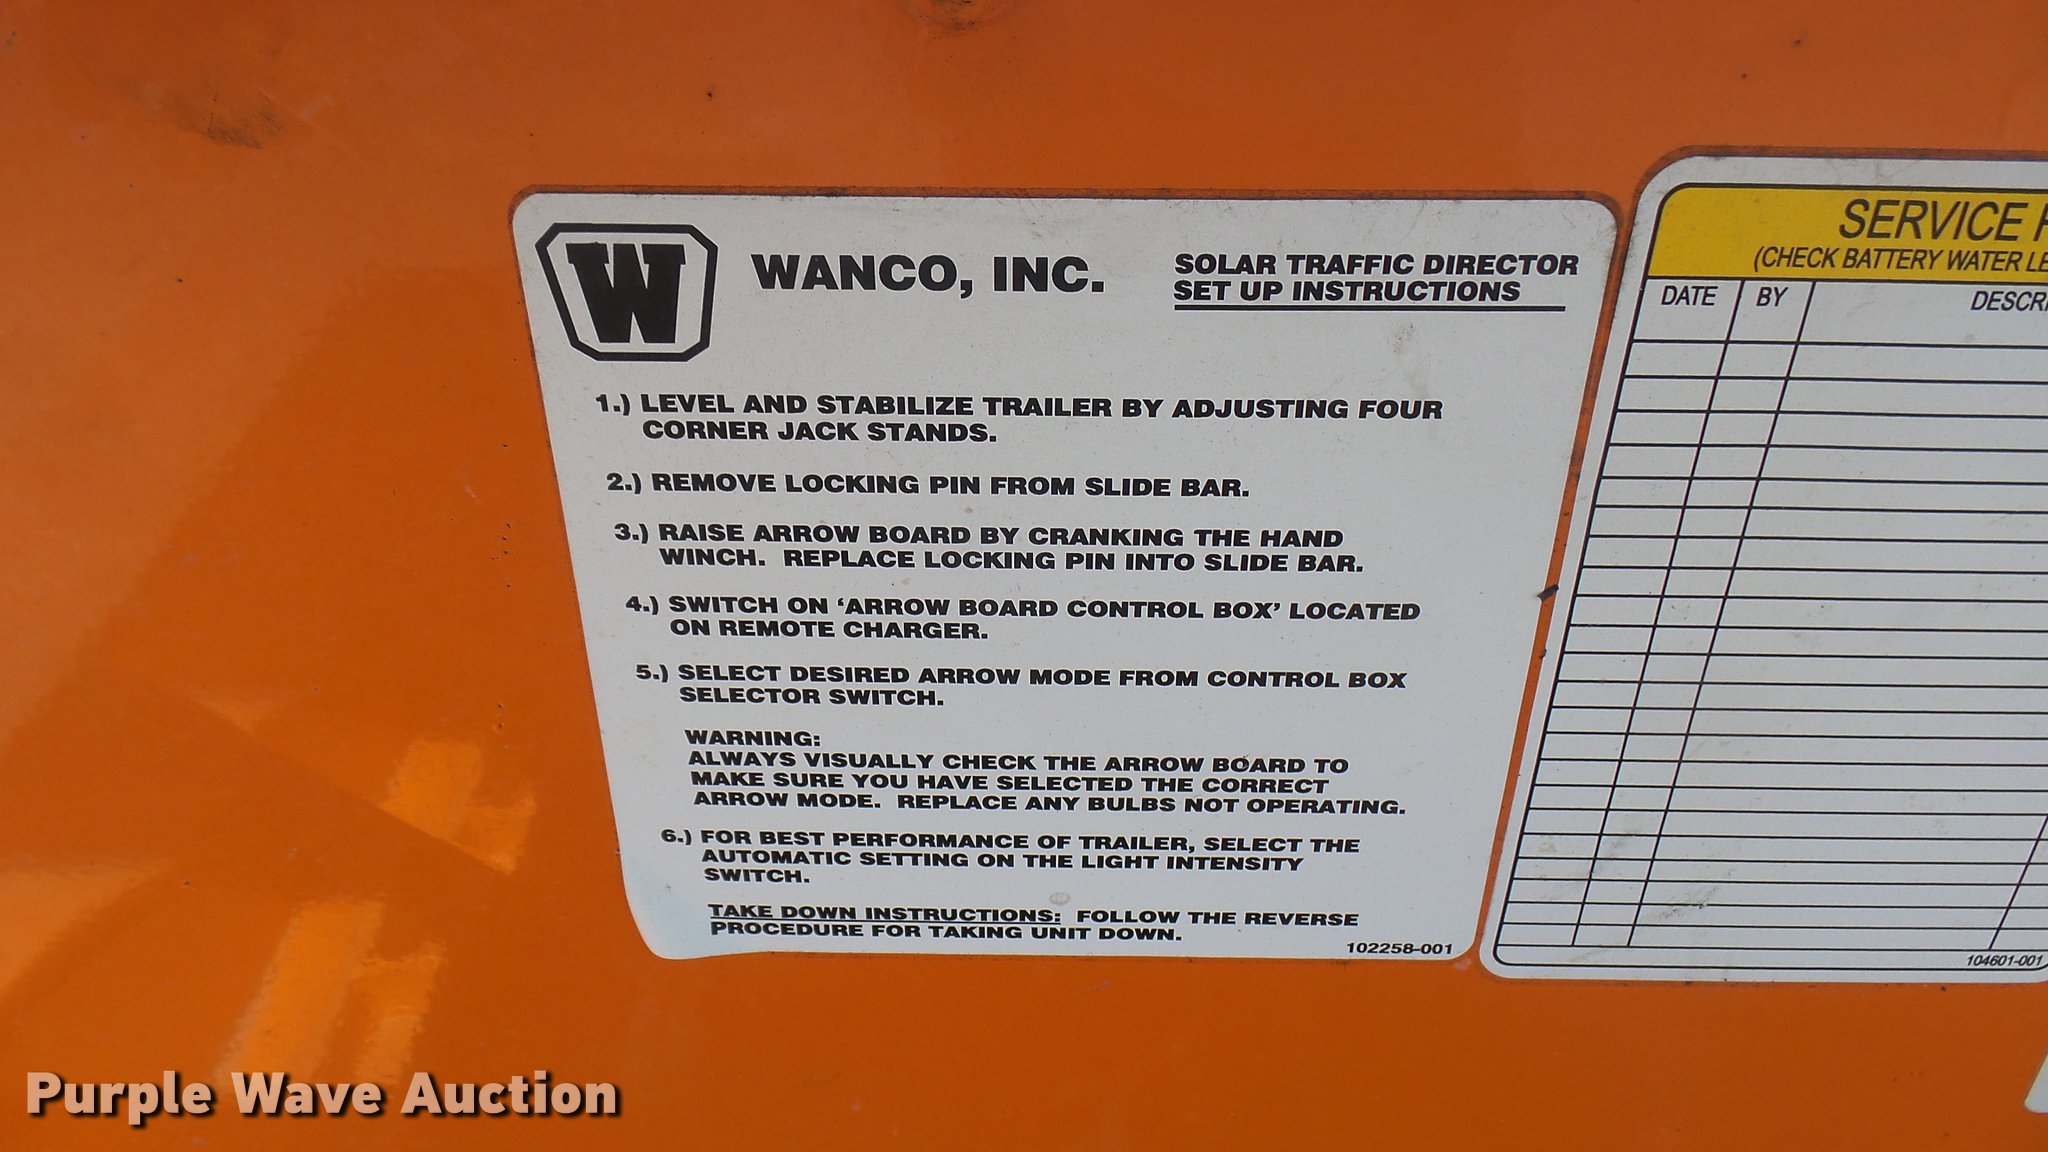 W
WANCO, INC.
SOLAR TRAFFIC DIRECTOR
SET UP INSTRUCTIONS
1.) LEVEL AND STABILIZE TRAILER BY ADJUSTING FOUR
CORNER JACK STANDS.
2.) REMOVE LOCKING PIN FROM SLIDE BAR.
3.) RAISE ARROW BOARD BY CRANKING THE HAND
WINCH. REPLACE LOCKING PIN INTO SLIDE BAR.
4.) SWITCH ON 'ARROW BOARD CONTROL BOX' LOCATED
ON REMOTE CHARGER.
5.) SELECT DESIRED ARROW MODE FROM CONTROL BOX
SELECTOR SWITCH.
WARNING:
ALWAYS VISUALLY CHECK THE ARROW BOARD TO
MAKE SURE YOU HAVE SELECTED THE CORRECT
ARROW MODE. REPLACE ANY BULBS NOT OPERATING.
6.) FOR BEST PERFORMANCE OF TRAILER, SELECT THE
AUTOMATIC SETTING ON THE LIGHT INTENSITY
SWITCH.
TAKE DOWN INSTRUCTIONS: FOLLOW THE REVERSE
PROCEDURE FOR TAKING UNIT DOWN.
102258-001
SERVICE
(CHECK BATTERY WATER
DATE BY
104601-001
Purple Wave Auction